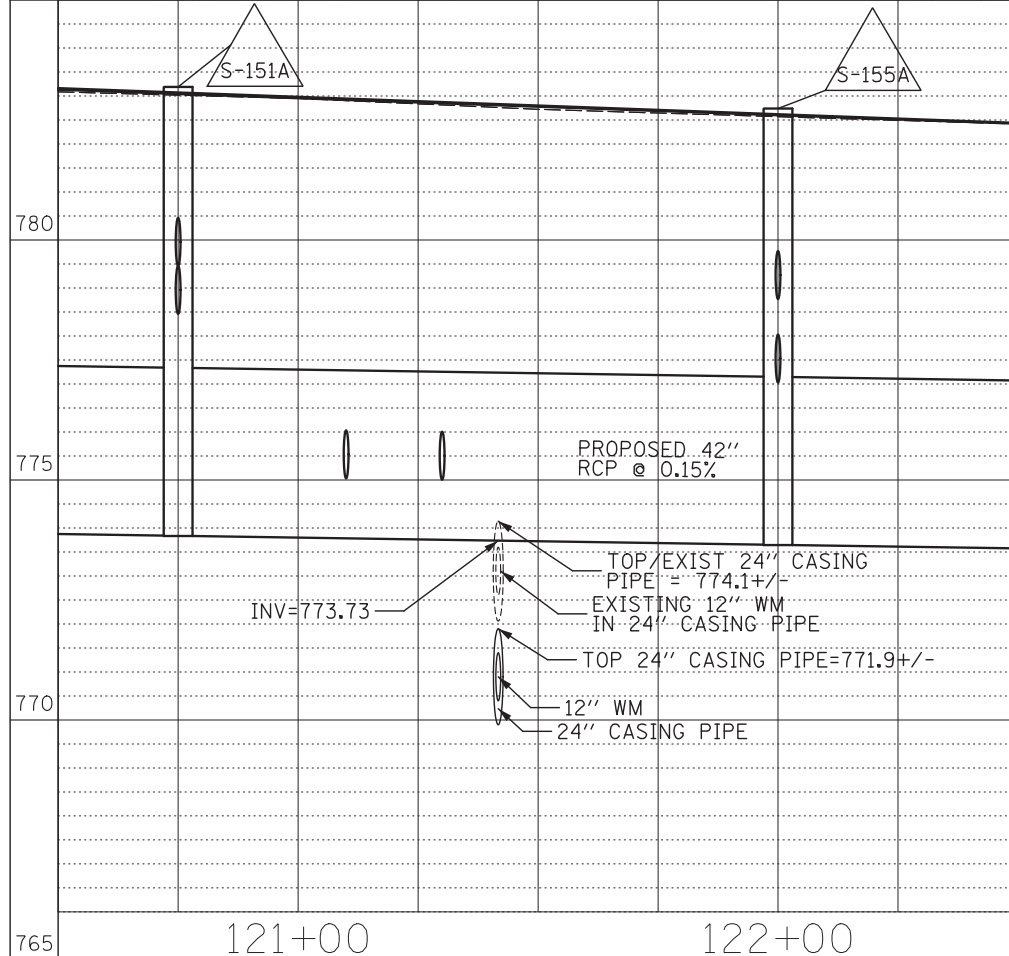 S-151A
S-155A
780
775
PROPOSED 42"
RCP @ 0.15%
TOP/EXIST 24" CASING
PIPE = 774.1+/-
INV=773.73
EXISTING 12" WM
IN 24" CASING PIPE
TOP 24" CASING PIPE=771.9+/-
770
12" WM
24" CASING PIPE
765
121+00
122+00